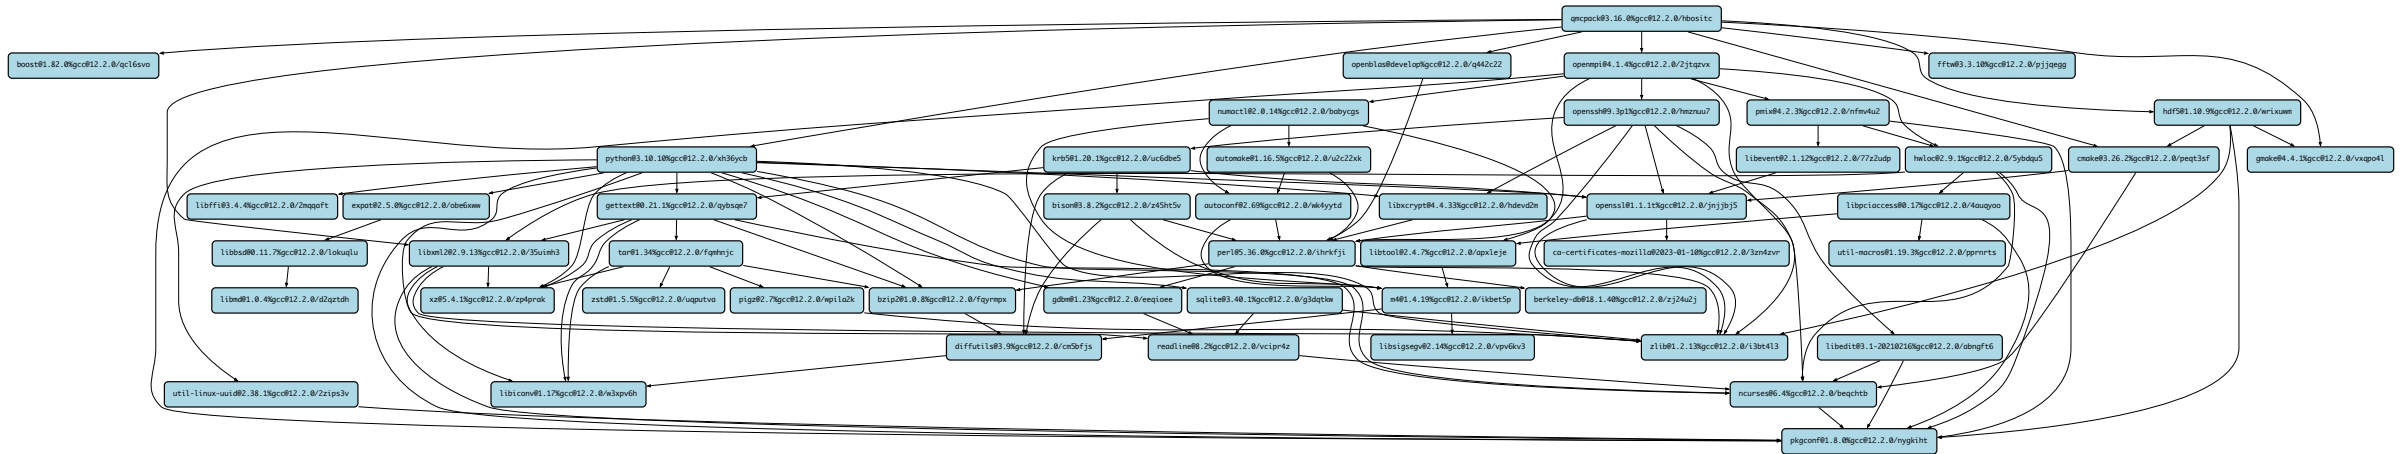 qmcpack@3.16.0%gcc@12.2.0/hbositc
boost@1.82.0%gcc@12.2.0/qcl6svo
openblas@develop%gcc@12.2.0/q442c22
openmpi@4.1.4%gcc@12.2.0/2jtqzvx
fftw@3.3.10%gcc@12.2.0/pjjqegg
numactl@2.0.14%gcc@12.2.0/babycgs
openssh@9.3p1%gcc@12.2.0/hmznuu7
pmix@4.2.3%gcc@12.2.0/nfmv4u2
hdf5@1.10.9%gcc@12.2.0/wrixuwm
python@3.10.10%gcc@12.2.0/xh36ycb
krb5@1.20.1%gcc@12.2.0/uc6dbe5
automake@1.16.5%gcc@12.2.0/u2c22xk
libevent@2.1.12%gcc@12.2.0/77z2udp
hwloc@2.9.1%gcc@12.2.0/5ybdqu5
cmake@3.26.2%gcc@12.2.0/peqt3sf
gmake@4.4.1%gcc@12.2.0/vxqpo4l
libffi@3.4.4%gcc@12.2.0/2mqqaft
expat@2.5.0%gcc@12.2.0/obe6xww
gettext@0.21.1%gcc@12.2.0/qybsqe7
bison@3.8.2%gcc@12.2.0/z45ht5v
autoconf@2.69%gcc@12.2.0/wk4yytd
libxcrypt@4.4.33%gcc@12.2.0/hdevd2m
openssl@1.1.1t%gcc@12.2.0/jnjjbj5
libpciaccess@0.17%gcc@12.2.0/4auqyoo
libbsd@0.11.7%gcc@12.2.0/lokuqlu
libxml2@2.9.13%gcc@12.2.0/35uimh3
tar@1.34%gcc@12.2.0/fqmhnjc
perl@5.36.0%gcc@12.2.0/ihrkfji
libtool@2.4.7%gcc@12.2.0/apxleje
ca-certificates-mozilla@2023-01-10%gcc@12.2.0/3zn4zvr
util-macros@1.19.3%gcc@12.2.0/pprnrts
libmd@1.0.4%gcc@12.2.0/d2qztdh
xz@5.4.1%gcc@12.2.0/zp4prak
zstd@1.5.5%gcc@12.2.0/uqputva
pigz@2.7%gcc@12.2.0/wpila2k
bzip2@1.0.8%gcc@12.2.0/fqyrmpx
gdbm@1.23%gcc@12.2.0/eeqioee
sqlite@3.40.1%gcc@12.2.0/g3dqtkw
m4@1.4.19%gcc@12.2.0/ikbet5p
berkeley-db@18.1.40%gcc@12.2.0/zj24u2j
diffutils@3.9%gcc@12.2.0/cm5bfjs
readline@8.2%gcc@12.2.0/vcipr4z
libsigsegv@2.14%gcc@12.2.0/vpv6kv3
zlib@1.2.13%gcc@12.2.0/i3bt4l3
libedit@3.1-20210216%gcc@12.2.0/abngft6
util-linux-uuid@2.38.1%gcc@12.2.0/2zips3v
libiconv@1.17%gcc@12.2.0/w3xpv6h
ncurses@6.4%gcc@12.2.0/beqchtb
pkgconf@1.8.0%gcc@12.2.0/nygkiht